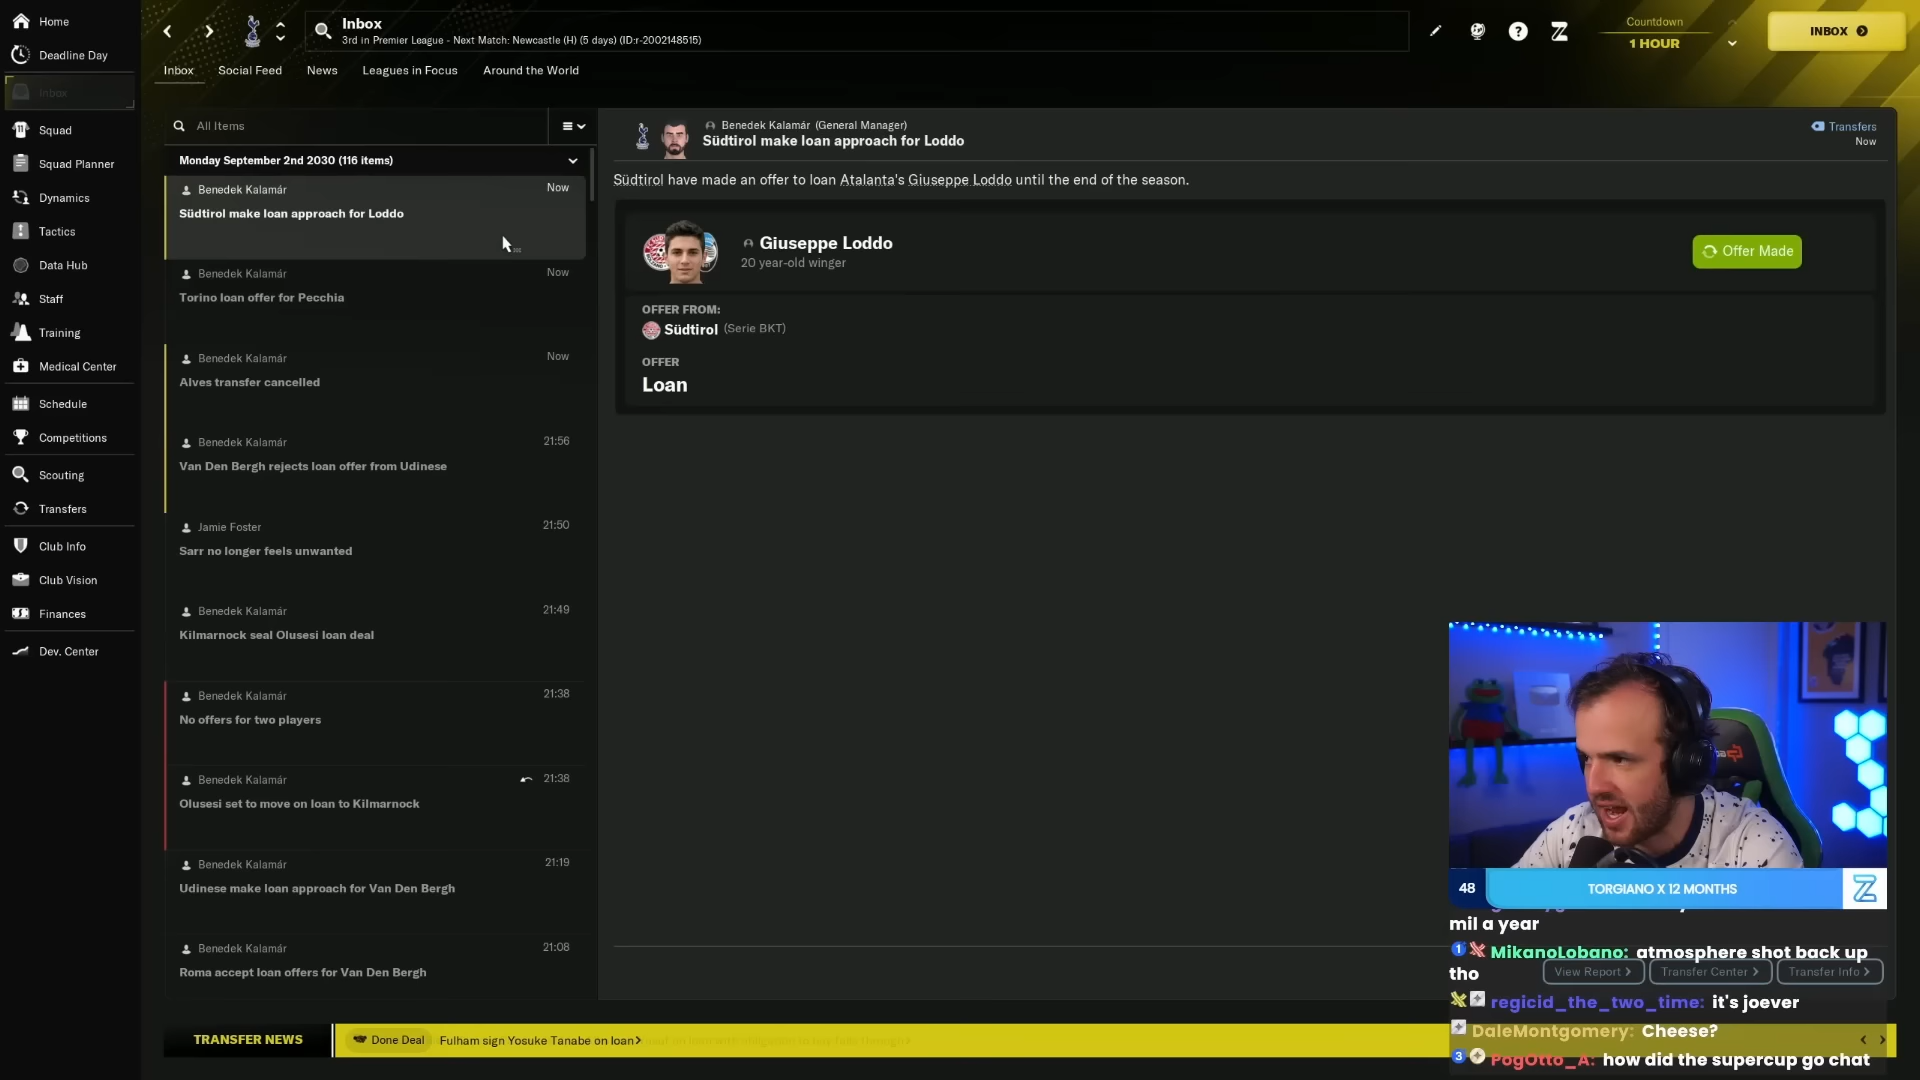 Home
Deadline Day
Inbox
Squad
Squad Planner
Dynamics
Tactics
Data Hub
Staff
Training
Medical Center
Schedule
Competitions
Scouting
Transfers
Club Info
Club Vision
Finances
Dev. Center
Inbox
3rd in Premier League - Next Match: Newcastle (H) (5 days) (ID:r-2002148515)
Countdown
1 HOUR
INBOX
Inbox Social Feed News Leagues in Focus Around the World
All Items
Monday September 2nd 2030 (116 items)
Benedek Kalamár Now
Südtirol make loan approach for Loddo
Benedek Kalamár Now
Torino loan offer for Pecchia
Benedek Kalamár Now
Alves transfer cancelled
Benedek Kalamár 21:56
Van Den Bergh rejects loan offer from Udinese
Jamie Foster 21:50
Sarr no longer feels unwanted
Benedek Kalamár 21:49
Kilmarnock seal Olusesi loan deal
Benedek Kalamár 21:38
No offers for two players
Benedek Kalamár 21:38
Olusesi set to move on loan to Kilmarnock
Benedek Kalamár 21:19
Udinese make loan approach for Van Den Bergh
Benedek Kalamár 21:08
Roma accept loan offers for Van Den Bergh
Benedek Kalamár (General Manager)
Südtirol make loan approach for Loddo
Transfers
Now
Südtirol have made an offer to loan Atalanta's Giuseppe Loddo until the end of the season.
Giuseppe Loddo
20 year-old winger
Offer Made
OFFER FROM:
Südtirol (Serie BKT)
OFFER
Loan
48 TORGIANO X 12 MONTHS Z
mil a year
1 MikanoLobano: atmosphere shot back up
tho
View Report > Transfer Center > Transfer Info >
regicid_the_two_time: it's joever
DaleMontgomery: Cheese?
3 PogOtto_A: how did the supercup go chat
TRANSFER NEWS
Done Deal Fulham sign Yosuke Tanabe on loan>